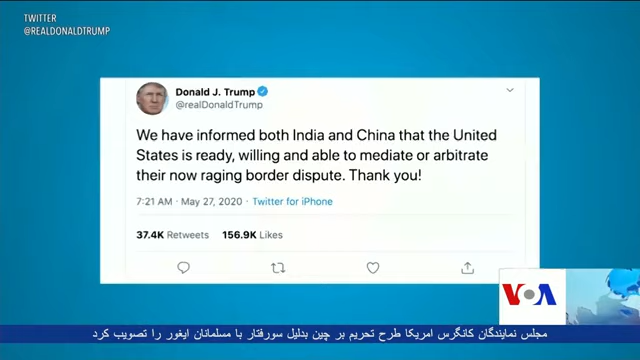 TWITTER
@REALDONALDTRUMP
Donald J. Trump
@realDonaldTrump
We have informed both India and China that the United
States is ready, willing and able to mediate or arbitrate
their now raging border dispute. Thank you!
7:21 AM · May 27, 2020 · Twitter for iPhone
37.4K Retweets 156.9K Likes
VOA
مجلس نمایندگان کانگرس امریکا طرح تحریم بر چین بدلیل سورفتار با مسلمانان ایغور را تصویب کرد